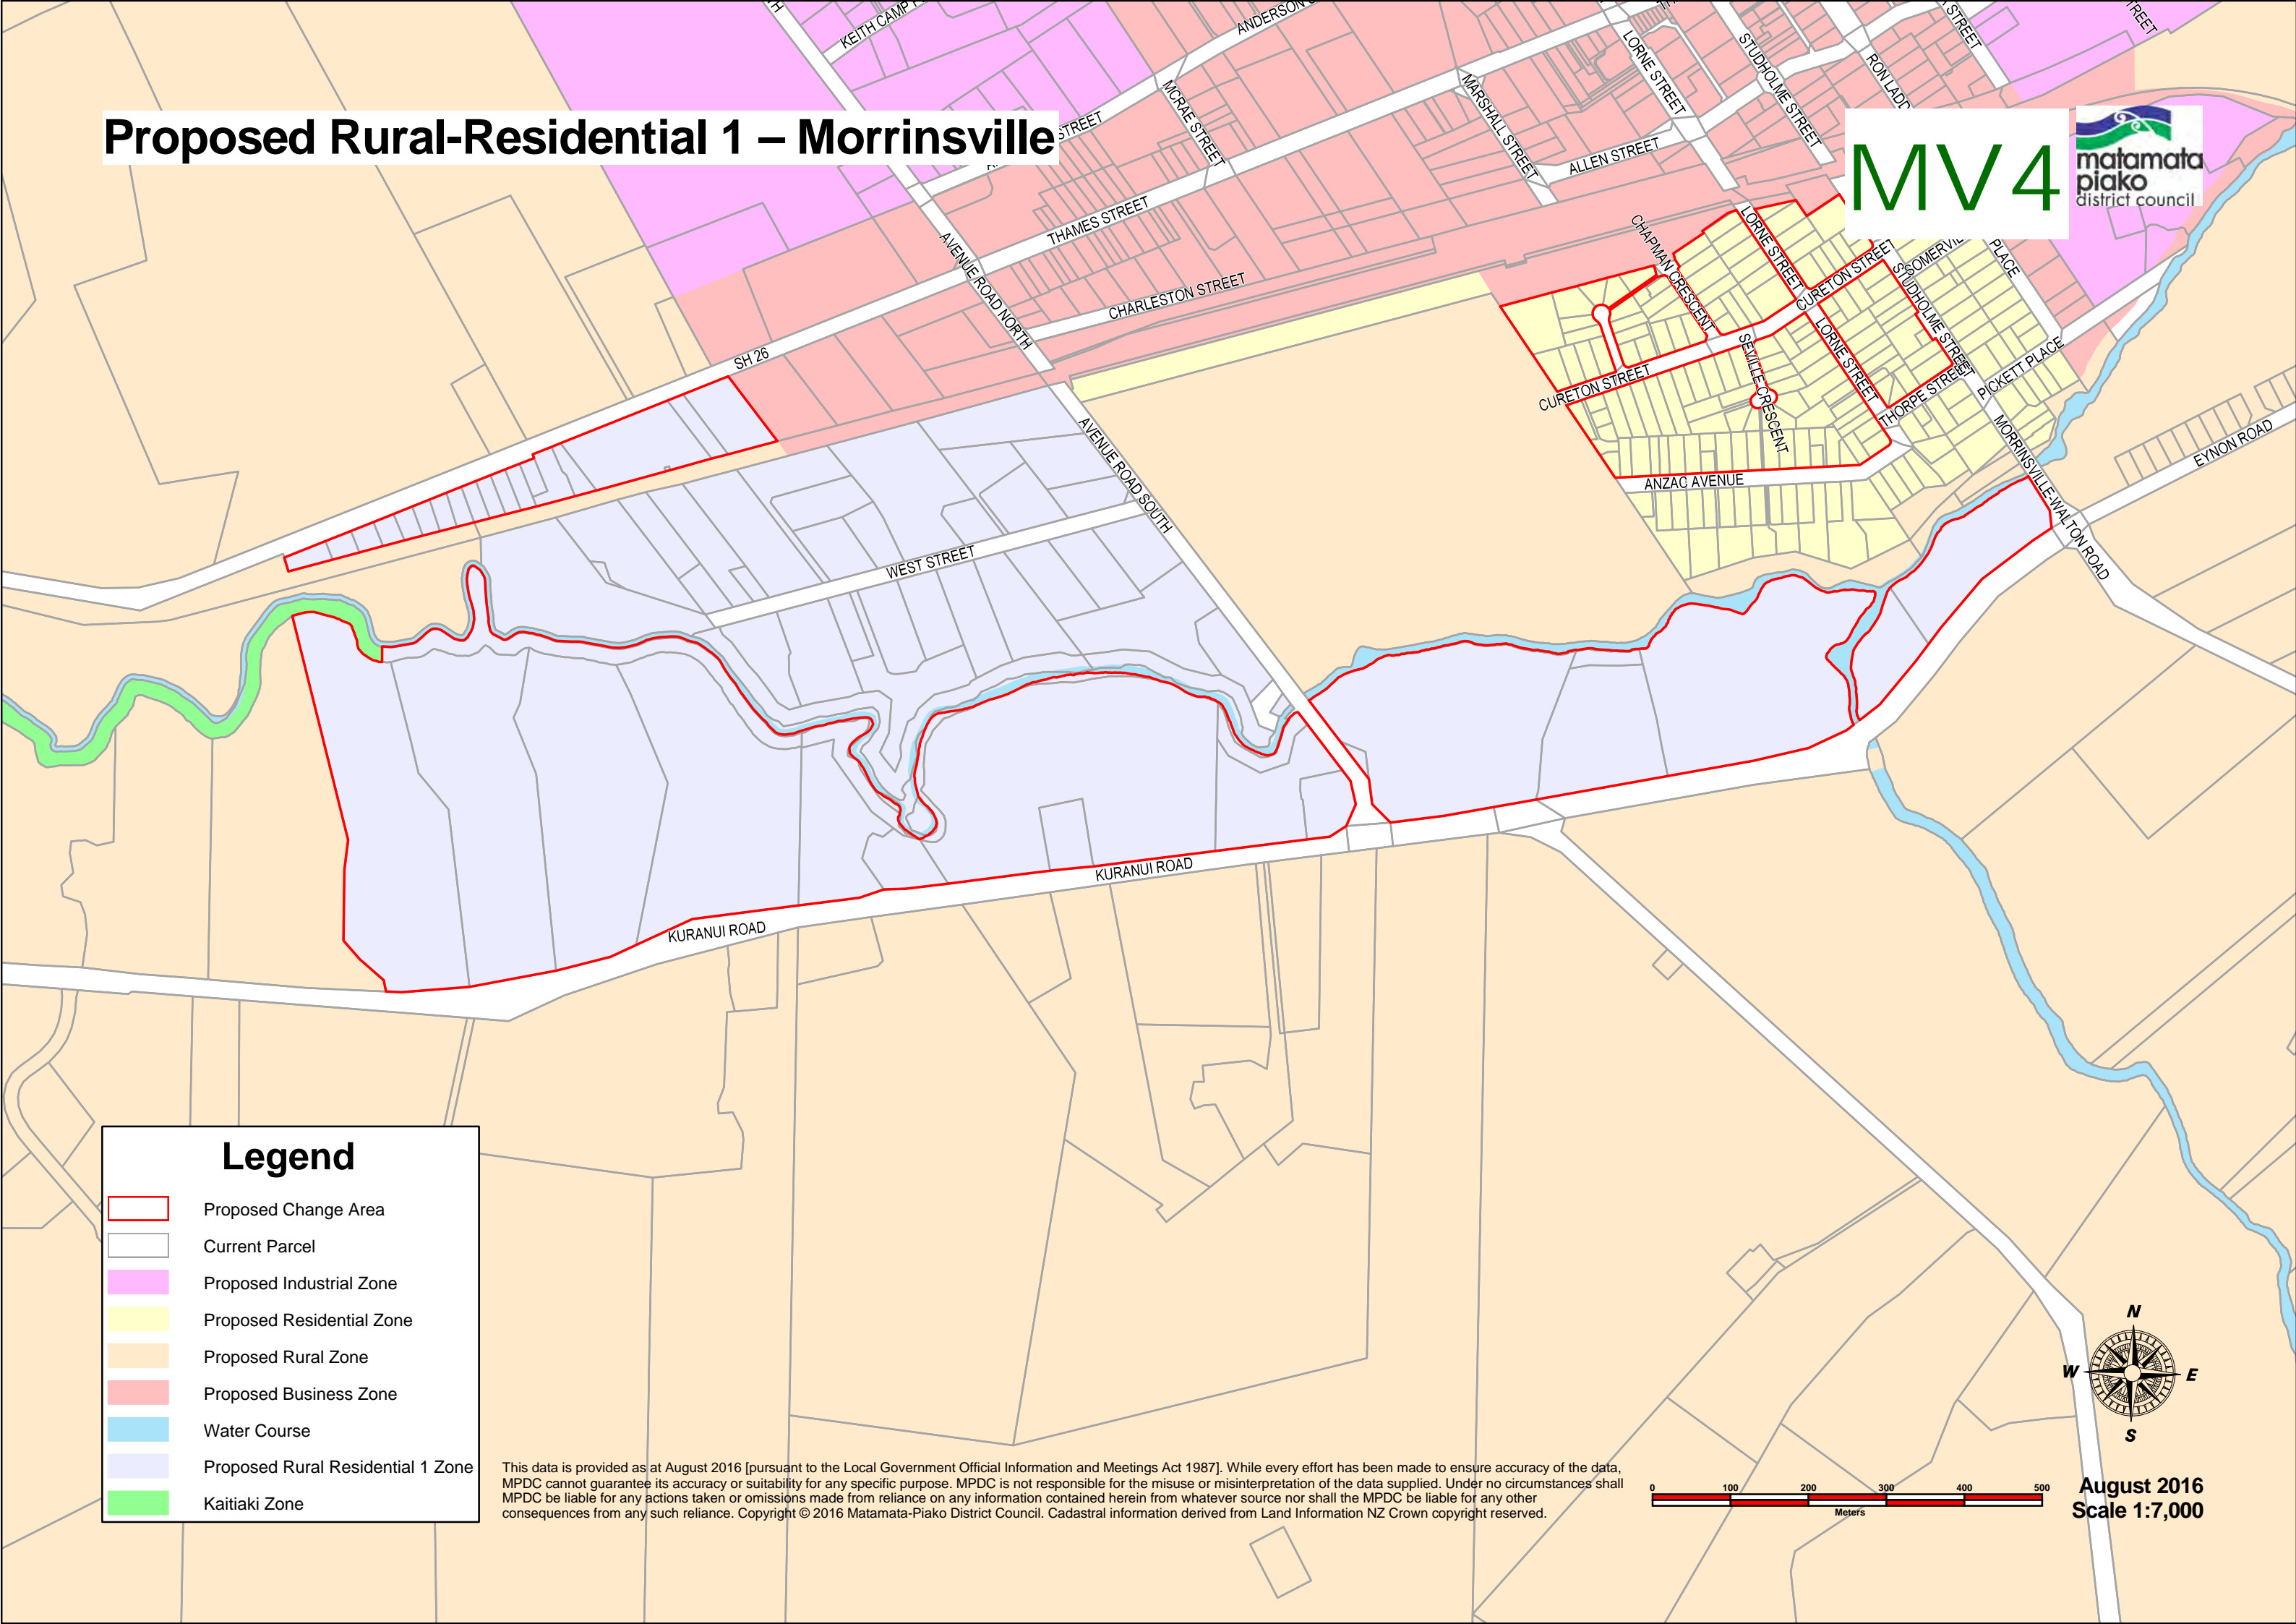 Proposed Rural-Residential 1 – Morrinsville
MV4
matamata
piako
district council
KEITH CAMP
ANDERSON
STREET
MCRAE STREET
THAMES STREET
MARSHALL STREET
LORNE STREET
STUDHOLME STREET
RON LADD
STREET
ALLEN STREET
AVENUE ROAD NORTH
CHARLESTON STREET
SH 26
CHAPMAN CRESCENT
LORNE STREET
CURETON STREET
STUDHOLME STREET
PLACE
CURETON STREET
SEVILLE CRESCENT
LORNE STREET
THORPE STREET
PICKETT PLACE
ANZAC AVENUE
MORRINSVILLE-WALTON ROAD
EYNON ROAD
AVENUE ROAD SOUTH
WEST STREET
KURANUI ROAD
KURANUI ROAD
Legend
Proposed Change Area
Current Parcel
Proposed Industrial Zone
Proposed Residential Zone
Proposed Rural Zone
Proposed Business Zone
Water Course
Proposed Rural Residential 1 Zone
Kaitiaki Zone
This data is provided as at August 2016 [pursuant to the Local Government Official Information and Meetings Act 1987]. While every effort has been made to ensure accuracy of the data,
MPDC cannot guarantee its accuracy or suitability for any specific purpose. MPDC is not responsible for the misuse or misinterpretation of the data supplied. Under no circumstances shall
MPDC be liable for any actions taken or omissions made from reliance on any information contained herein from whatever source nor shall the MPDC be liable for any other
consequences from any such reliance. Copyright © 2016 Matamata-Piako District Council. Cadastral information derived from Land Information NZ Crown copyright reserved.
N
W
E
S
0 100 200 300 400 500
Meters
August 2016
Scale 1:7,000